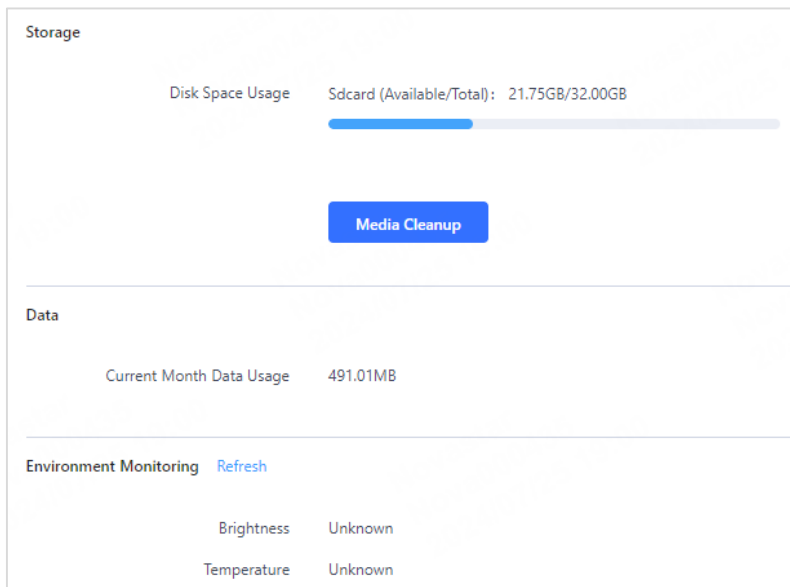 Storage
Disk Space Usage Sdcard (Available/Total): 21.75GB/32.00GB
Media Cleanup
Data
Current Month Data Usage 491.01MB
Environment Monitoring Refresh
Brightness Unknown
Temperature Unknown